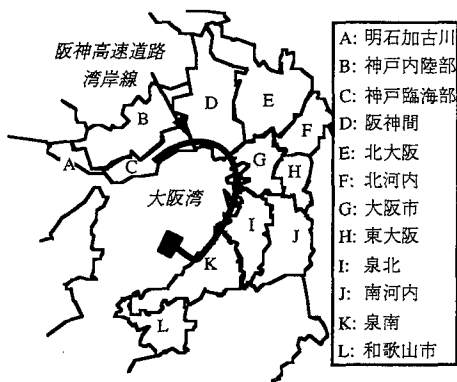 阪神高速道路
湾岸線
B
D
E
F
A
C
G
H
大阪湾
I
J
K
L
A: 明石加古川
B: 神戸内陸部
C: 神戸臨海部
D: 阪神間
E: 北大阪
F: 北河内
G: 大阪市
H: 東大阪
I: 泉北
J: 南河内
K: 泉南
L: 和歌山市